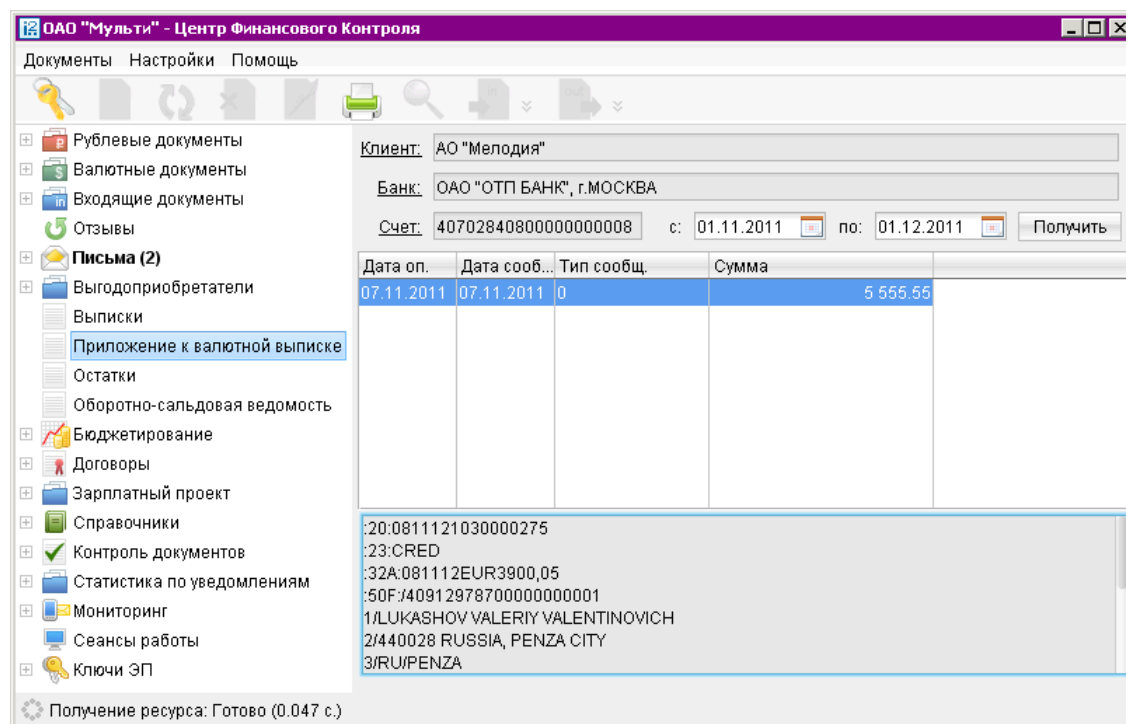 ОАО "Мульти" - Центр Финансового Контроля
Документы Настройки Помощь
in out
Рублевые документы
Валютные документы
Входящие документы
Отзывы
Письма (2)
Выгодоприобретатели
Выписки
Приложение к валютной выписке
Остатки
Оборотно-сальдовая ведомость
Бюджетирование
Договоры
Зарплатный проект
Справочники
Контроль документов
Статистика по уведомлениям
Мониторинг
Сеансы работы
Ключи ЭП
Клиент: АО "Мелодия"
Банк: ОАО "ОТП БАНК", г.МОСКВА
Счет: 40702840800000000008 с: 01.11.2011 по: 01.12.2011 Получить
Дата оп. Дата сооб... Тип сообщ. Сумма
07.11.2011 07.11.2011 0 5 555.55
:20:0811121030000275
:23:CRED
:32A:081112EUR3900,05
:50F:/40912978700000000001
1/LUKASHOV VALERIY VALENTINOVICH
2/440028 RUSSIA, PENZA CITY
3/RU/PENZA
Получение ресурса: Готово (0.047 с.)